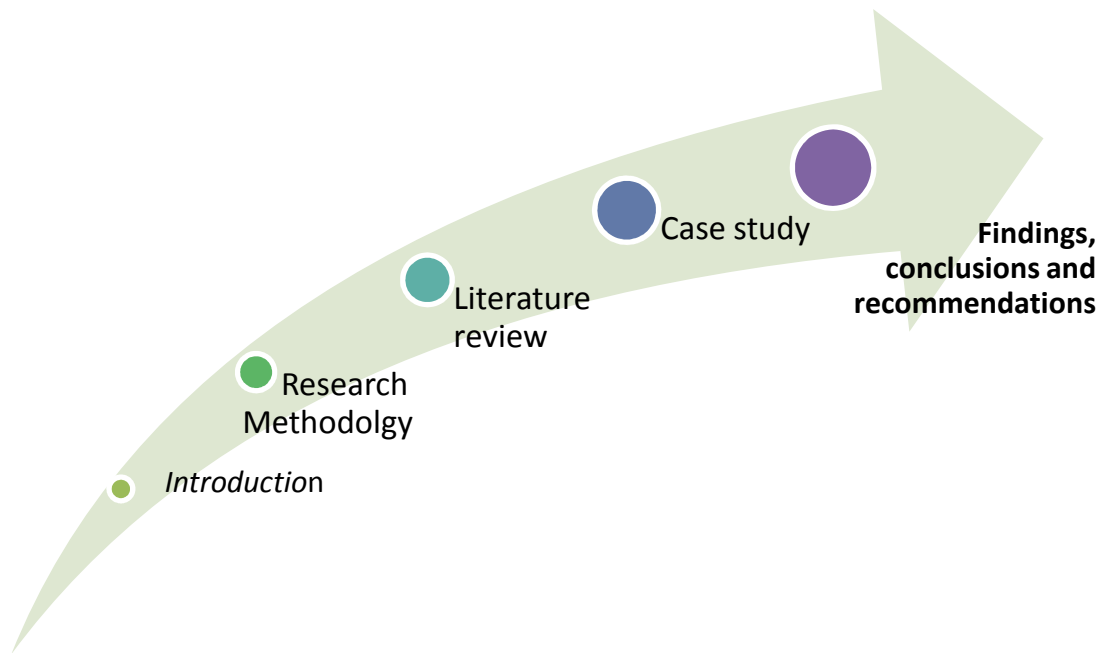 Introduction
Research
Methodolgy
Literature
review
Case study
Findings,
conclusions and
recommendations